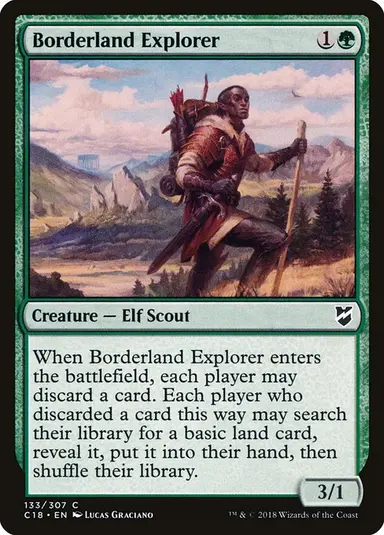 Borderland Explorer 1
Creature — Elf Scout
When Borderland Explorer enters
the battlefield, each player may
discard a card. Each player who
discarded a card this way may search
their library for a basic land card,
reveal it, put it into their hand, then
shuffle their library.
3/1
133/307 C
C18 • EN Lucas Graciano
™ & © 2018 Wizards of the Coast